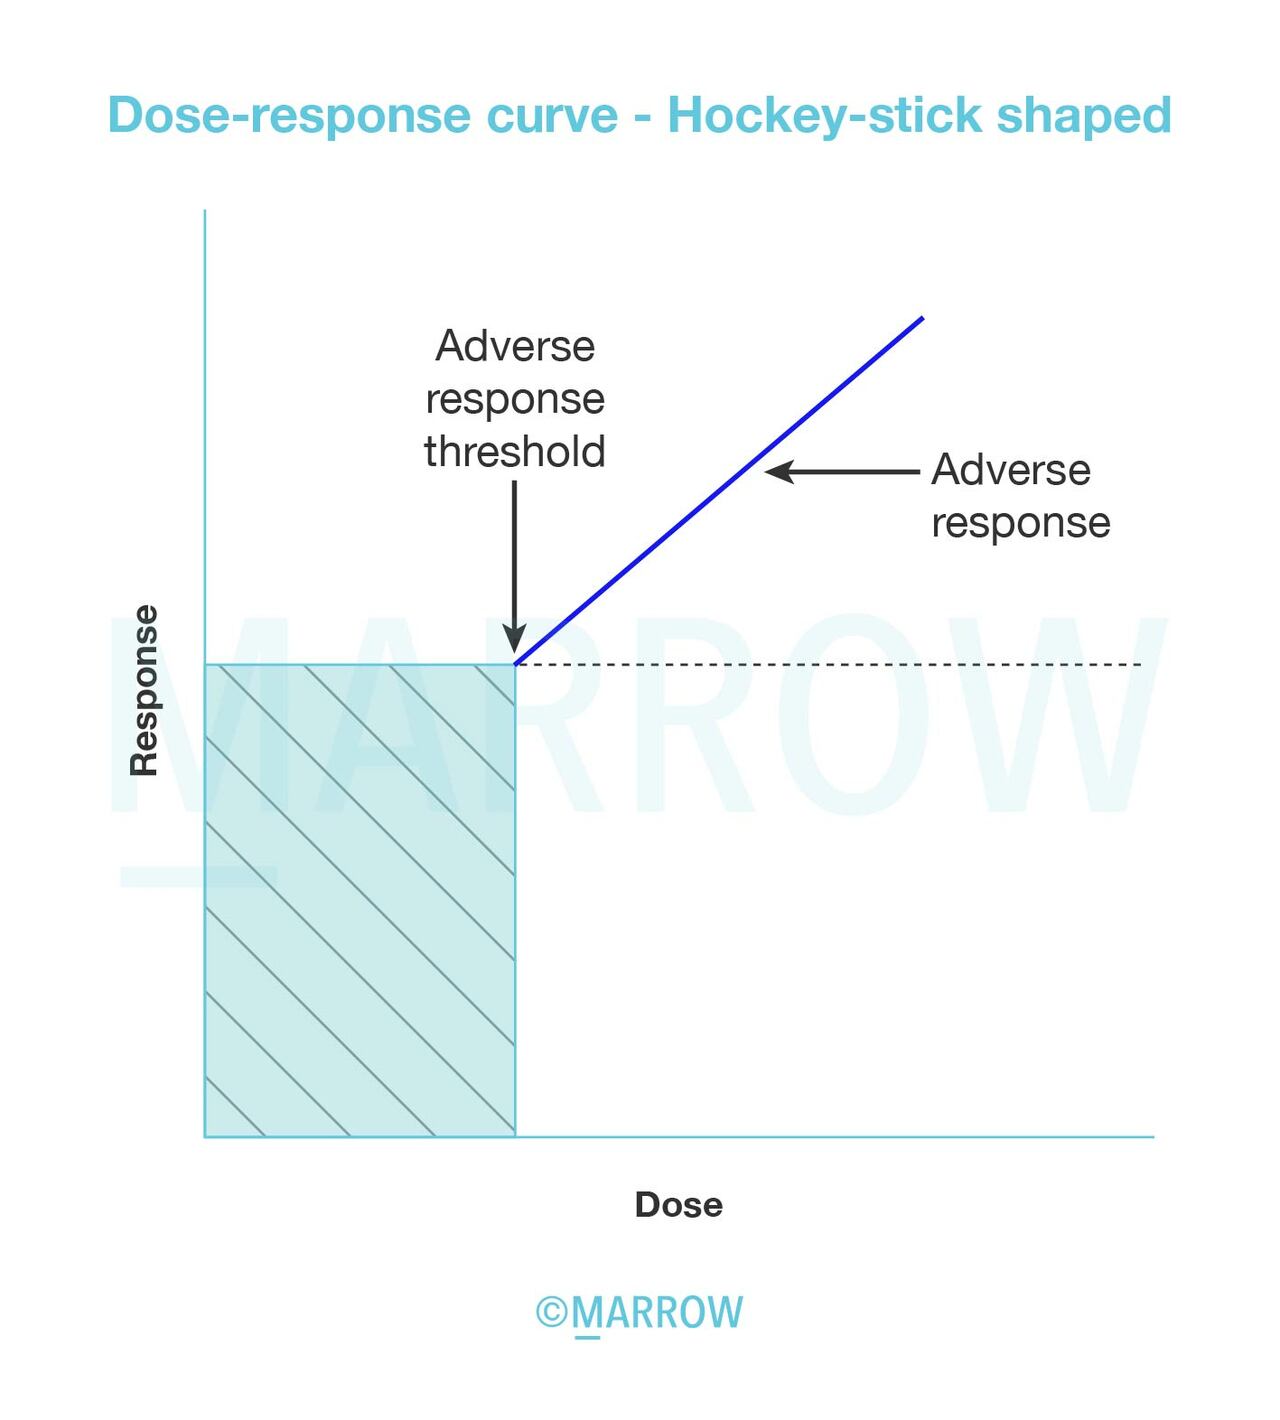 Dose-response curve - Hockey-stick shaped
Adverse
response
threshold
Adverse
response
Response
MARROW
Dose
©MARROW